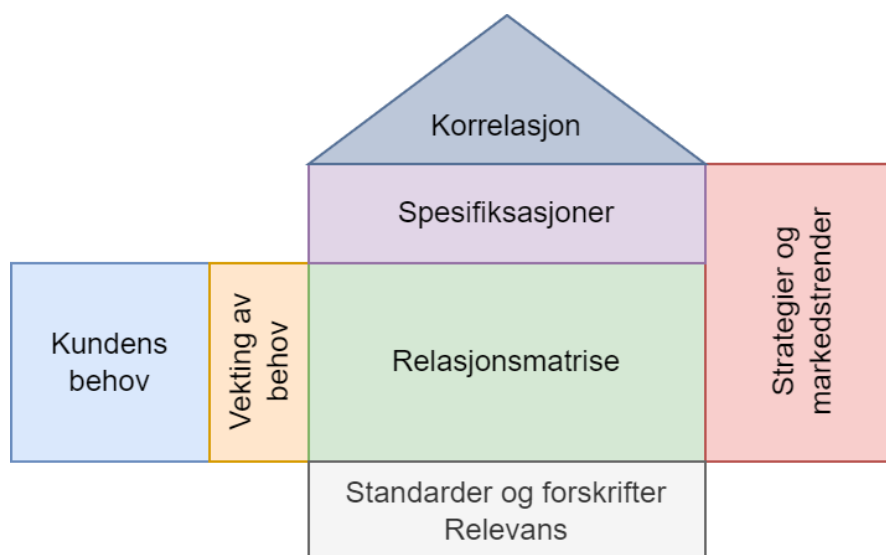 Korrelasjon
Spesifiksasjoner
Kundens
behov
Vekting av
behov
Relasjonsmatrise
Strategier og
markedstrender
Standarder og forskrifter
Relevans